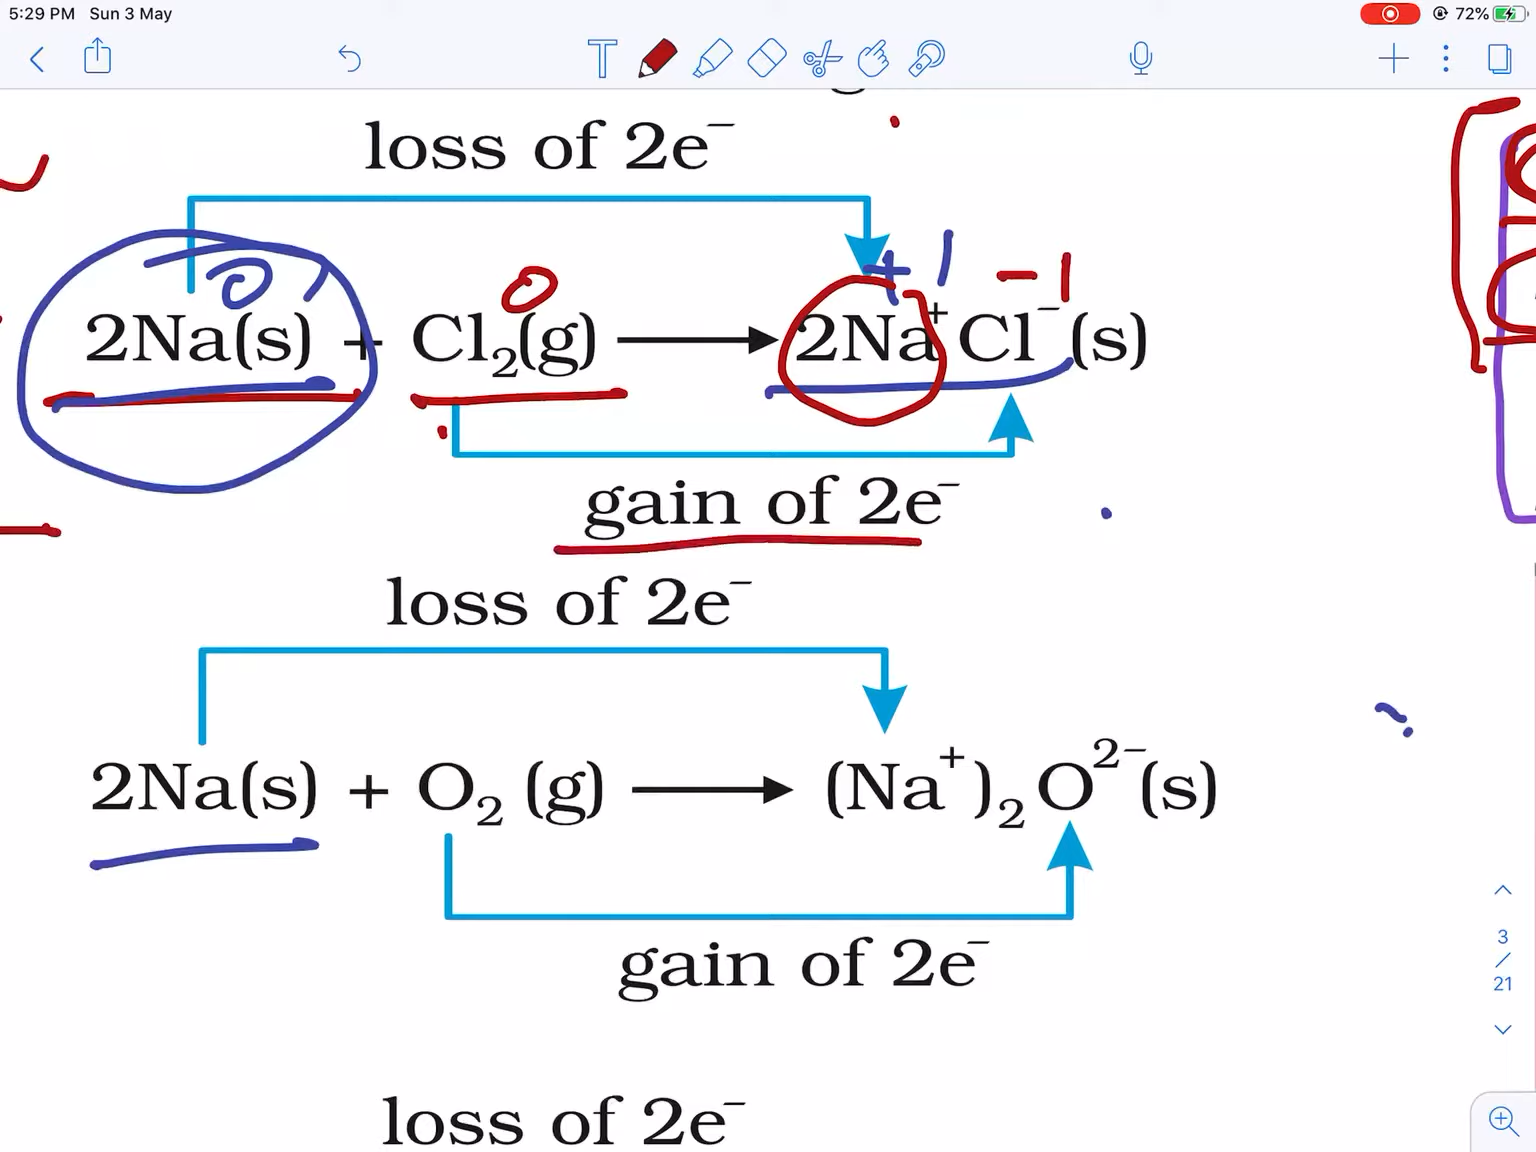 5:29 PM Sun 3 May 72%
T
loss of 2e⁻
0 0 +1 -1
2Na(s) + Cl₂(g) ⟶ 2Na⁺Cl⁻(s)
gain of 2e⁻
loss of 2e⁻
2Na(s) + O₂ (g) ⟶ (Na⁺)₂O²⁻(s)
gain of 2e⁻
3
/
21
loss of 2e⁻